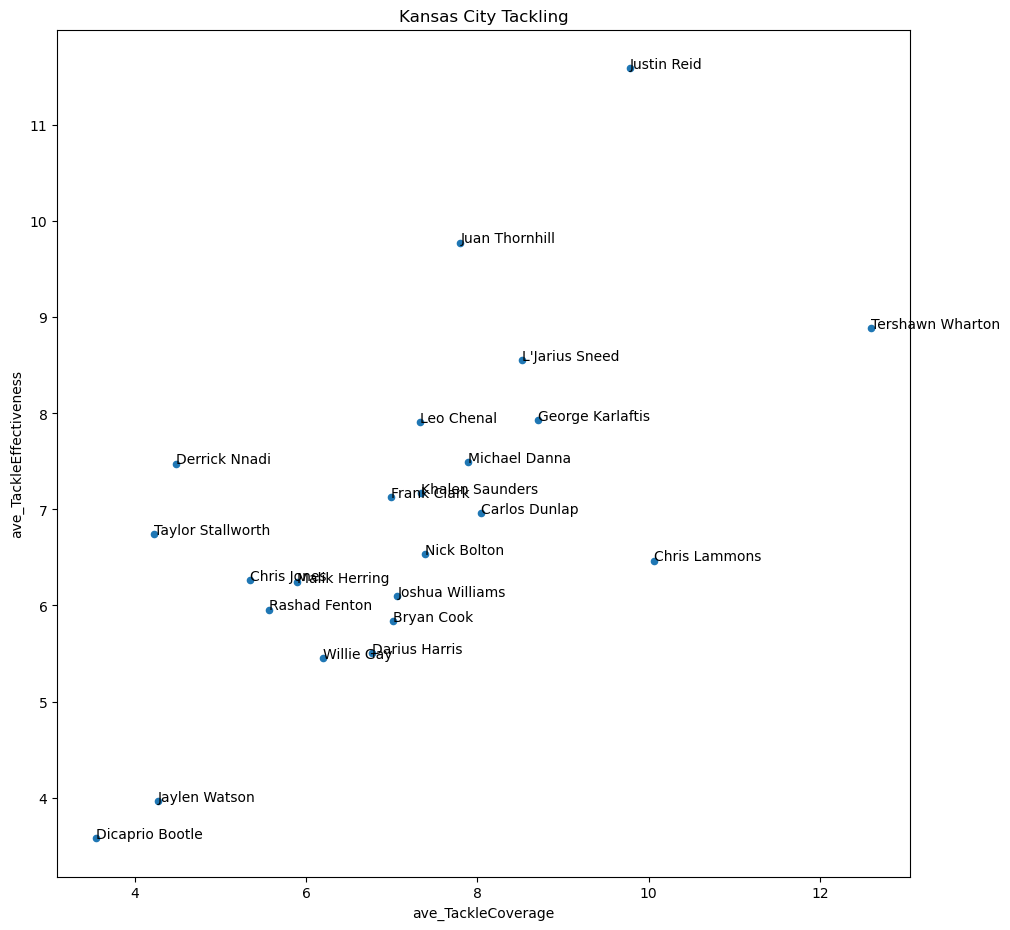 Kansas City Tackling
Justin Reid
11
10
Juan Thornhill
9
Tershawn Wharton
L'Jarius Sneed
8
Leo Chenal
George Karlaftis
Derrick Nnadi
Michael Danna
Khalen Saunders
Frank Clark
7
Carlos Dunlap
Taylor Stallworth
Nick Bolton
Chris Lammons
Chris Jones
Malik Herring
6
Rashad Fenton
Joshua Williams
Bryan Cook
Willie Gay
Darius Harris
5
4
Jaylen Watson
Dicaprio Bootle
ave_TackleEffectiveness
4
6
8
10
12
ave_TackleCoverage